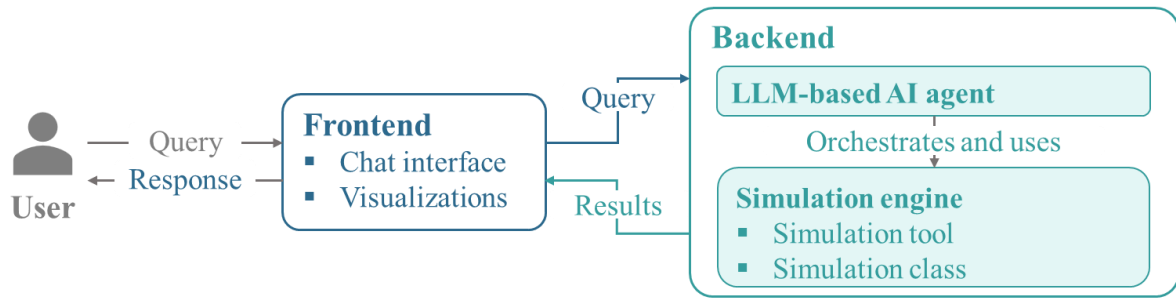 User
Query
Response
Frontend
▪ Chat interface
▪ Visualizations
Query
Results
Backend
LLM-based AI agent
Orchestrates and uses
Simulation engine
▪ Simulation tool
▪ Simulation class